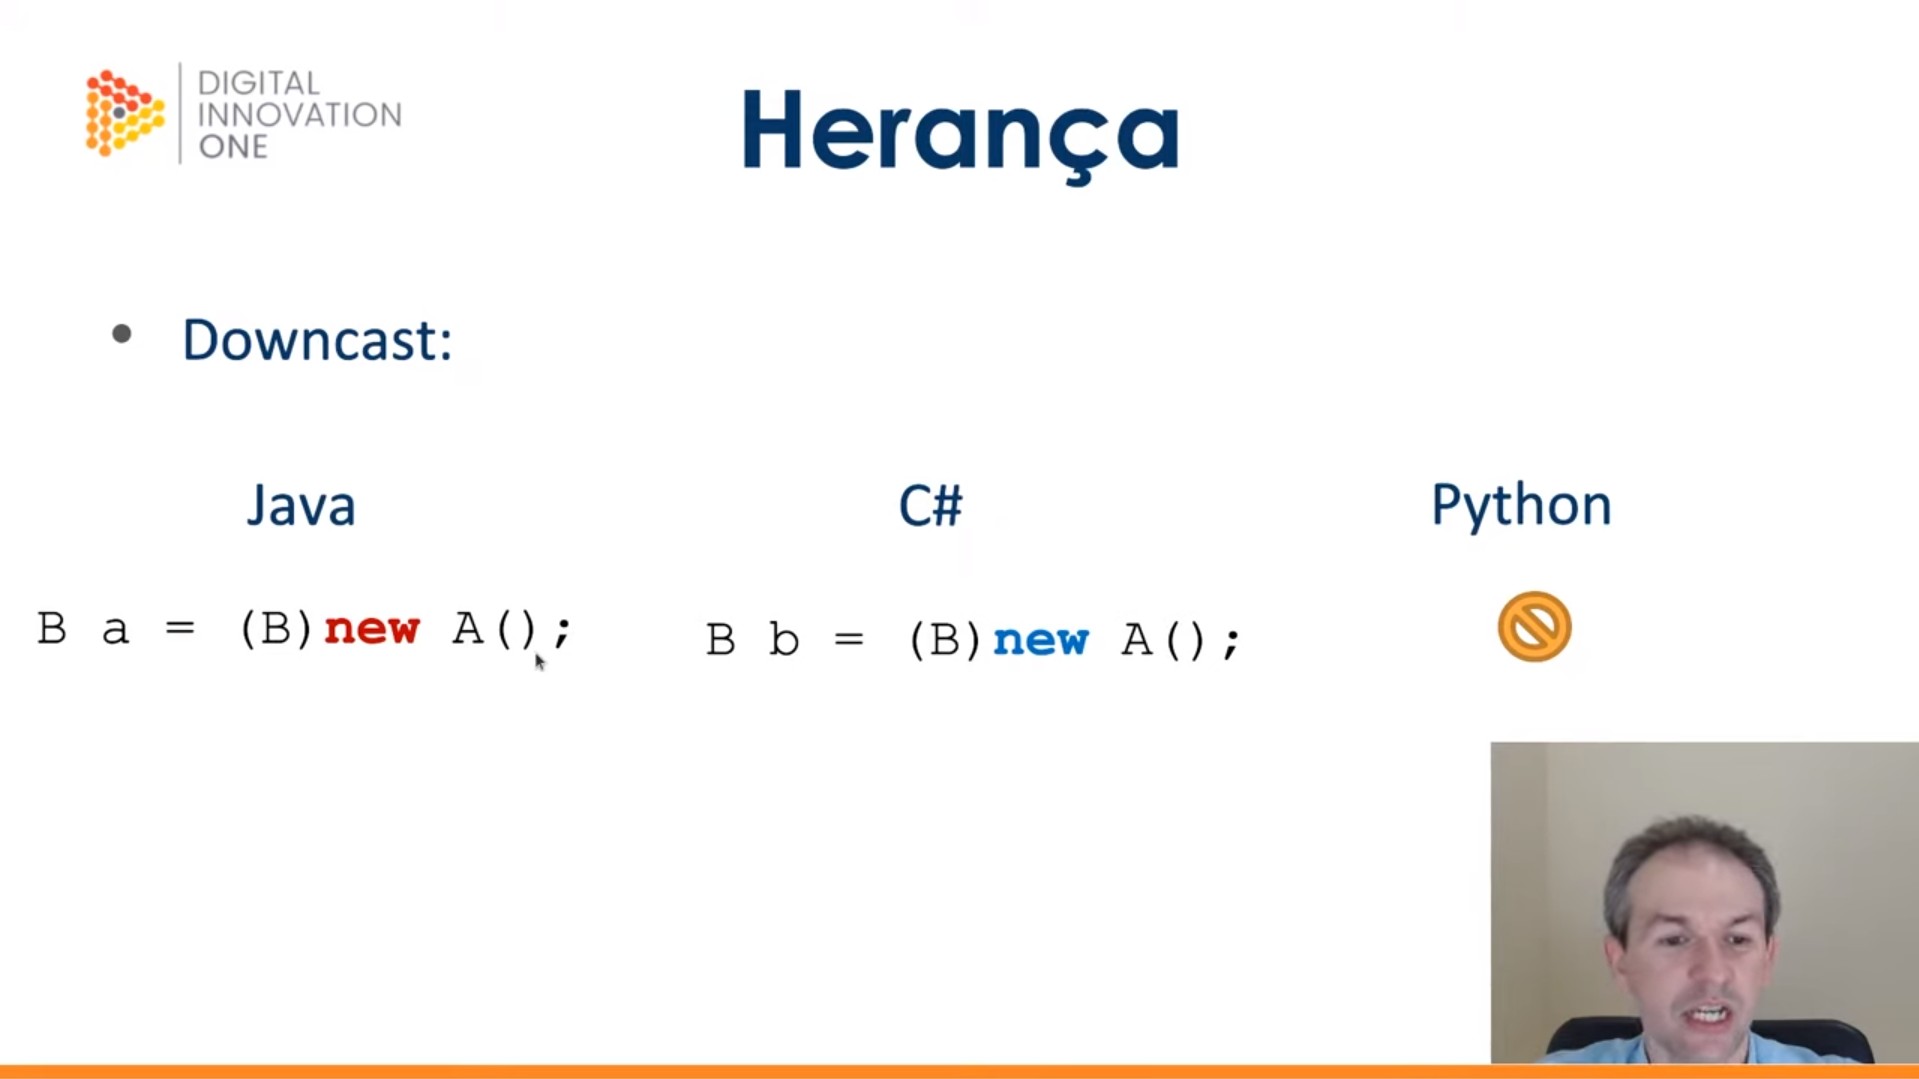 DIGITAL
INNOVATION
ONE
Herança
• Downcast:
Java
C#
Python
B a = (B)new A();
B b = (B)new A();